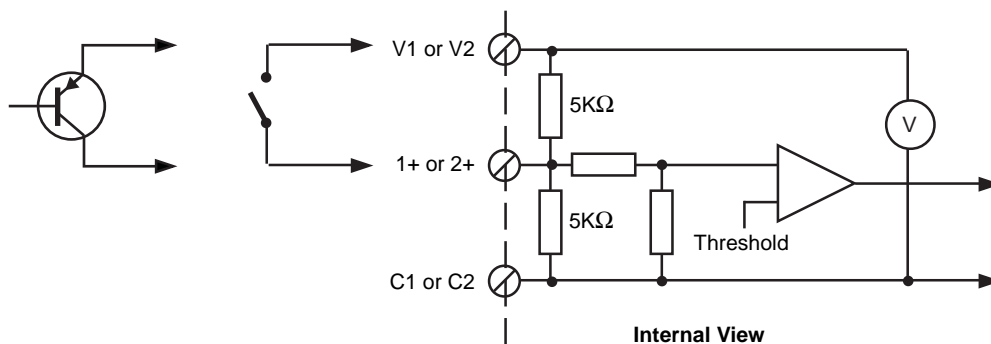 V1 or V2
5KΩ
V
1+ or 2+
5KΩ
Threshold
C1 or C2
Internal View